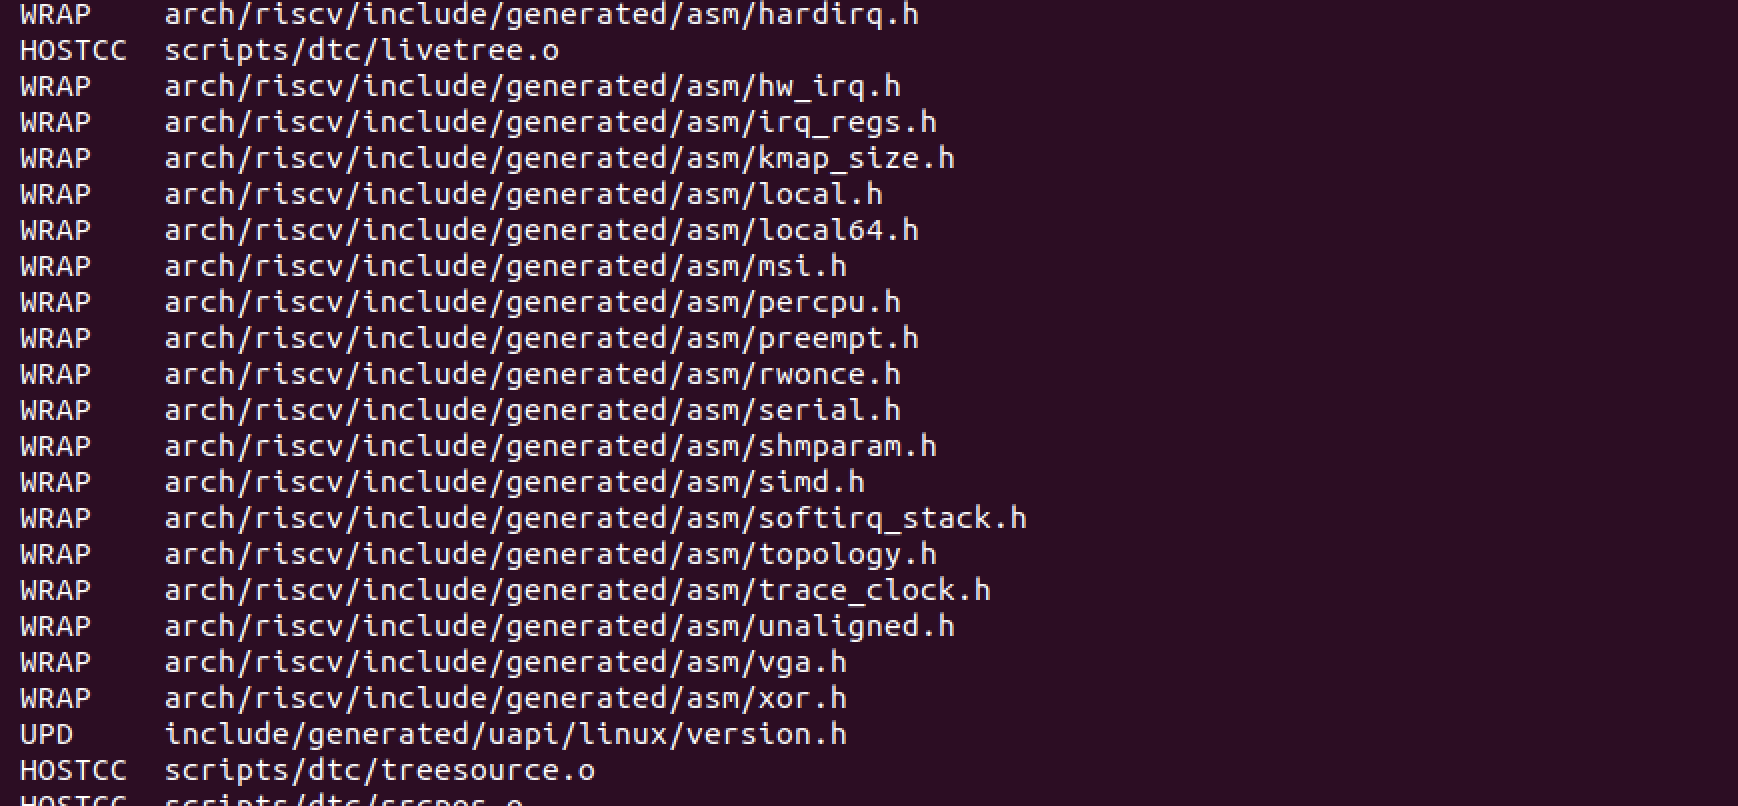 WRAP    arch/riscv/include/generated/asm/hardirq.h
HOSTCC  scripts/dtc/livetree.o
WRAP    arch/riscv/include/generated/asm/hw_irq.h
WRAP    arch/riscv/include/generated/asm/irq_regs.h
WRAP    arch/riscv/include/generated/asm/kmap_size.h
WRAP    arch/riscv/include/generated/asm/local.h
WRAP    arch/riscv/include/generated/asm/local64.h
WRAP    arch/riscv/include/generated/asm/msi.h
WRAP    arch/riscv/include/generated/asm/percpu.h
WRAP    arch/riscv/include/generated/asm/preempt.h
WRAP    arch/riscv/include/generated/asm/rwonce.h
WRAP    arch/riscv/include/generated/asm/serial.h
WRAP    arch/riscv/include/generated/asm/shmparam.h
WRAP    arch/riscv/include/generated/asm/simd.h
WRAP    arch/riscv/include/generated/asm/softirq_stack.h
WRAP    arch/riscv/include/generated/asm/topology.h
WRAP    arch/riscv/include/generated/asm/trace_clock.h
WRAP    arch/riscv/include/generated/asm/unaligned.h
WRAP    arch/riscv/include/generated/asm/vga.h
WRAP    arch/riscv/include/generated/asm/xor.h
UPD     include/generated/uapi/linux/version.h
HOSTCC  scripts/dtc/treesource.o
HOSTCC  scripts/dtc/srcpos.o